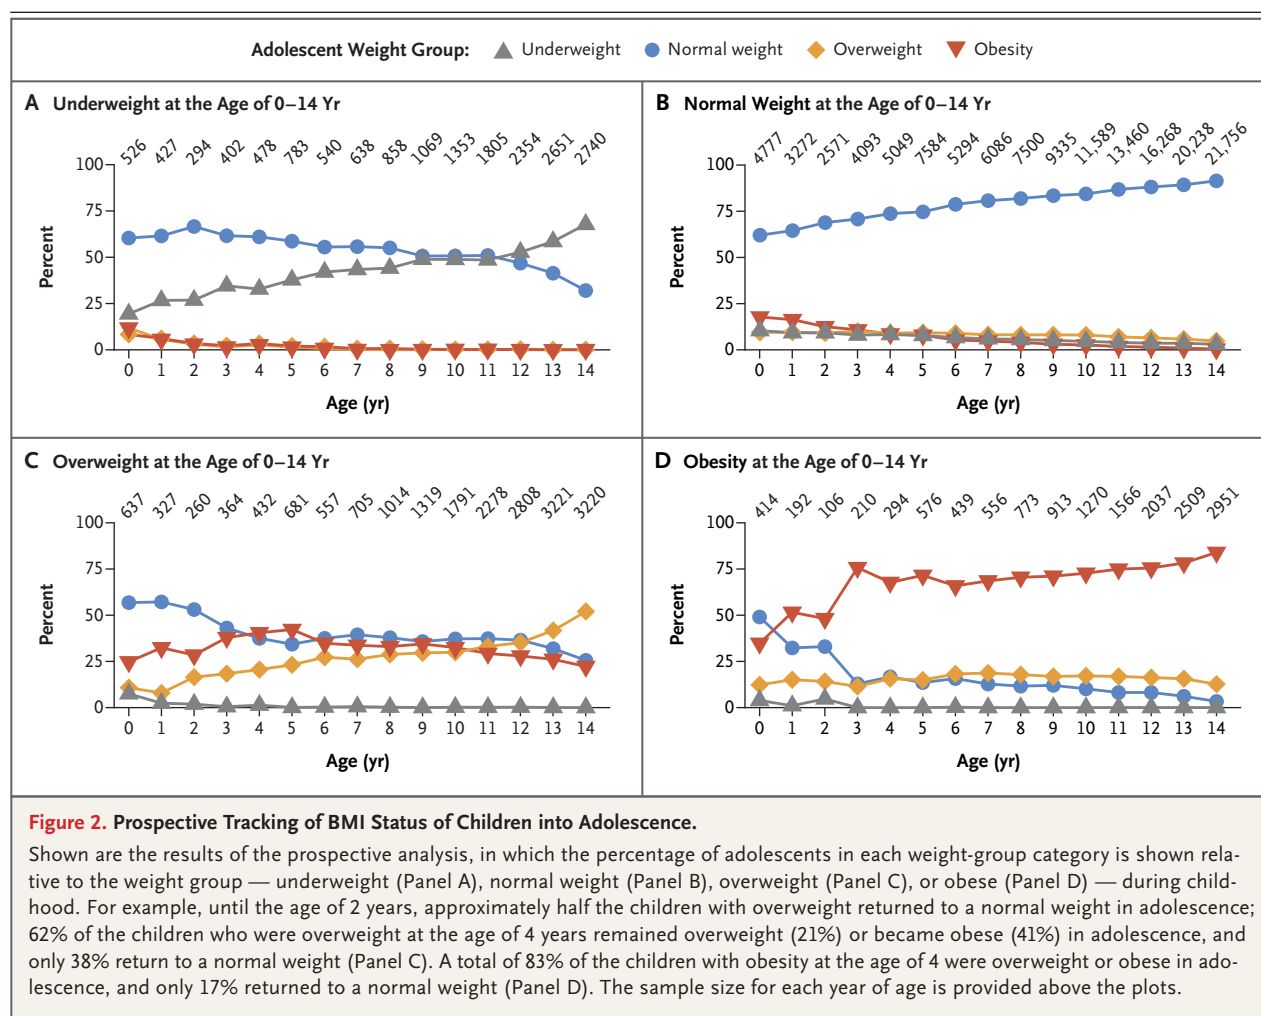 Adolescent Weight Group: Underweight Normal weight Overweight Obesity
A Underweight at the Age of 0–14 Yr
526 427 294 402 478 783 540 638 858 1069 1353 1805 2354 2651 2740
100
75
50
25
0
Percent
0 1 2 3 4 5 6 7 8 9 10 11 12 13 14
Age (yr)
B Normal Weight at the Age of 0–14 Yr
4777 3272 2571 4093 5049 7584 5294 6086 7500 9335 11,589 13,460 16,268 20,238 21,756
100
75
50
25
0
Percent
0 1 2 3 4 5 6 7 8 9 10 11 12 13 14
Age (yr)
C Overweight at the Age of 0–14 Yr
637 327 260 364 432 681 557 705 1014 1319 1791 2278 2808 3221 3220
100
75
50
25
0
Percent
0 1 2 3 4 5 6 7 8 9 10 11 12 13 14
Age (yr)
D Obesity at the Age of 0–14 Yr
414 192 106 210 294 576 439 556 773 913 1270 1566 2037 2509 2951
100
75
50
25
0
Percent
0 1 2 3 4 5 6 7 8 9 10 11 12 13 14
Age (yr)
Figure 2. Prospective Tracking of BMI Status of Children into Adolescence.
Shown are the results of the prospective analysis, in which the percentage of adolescents in each weight-group category is shown rela-
tive to the weight group — underweight (Panel A), normal weight (Panel B), overweight (Panel C), or obese (Panel D) — during child-
hood. For example, until the age of 2 years, approximately half the children with overweight returned to a normal weight in adolescence;
62% of the children who were overweight at the age of 4 years remained overweight (21%) or became obese (41%) in adolescence, and
only 38% return to a normal weight (Panel C). A total of 83% of the children with obesity at the age of 4 were overweight or obese in ado-
lescence, and only 17% returned to a normal weight (Panel D). The sample size for each year of age is provided above the plots.